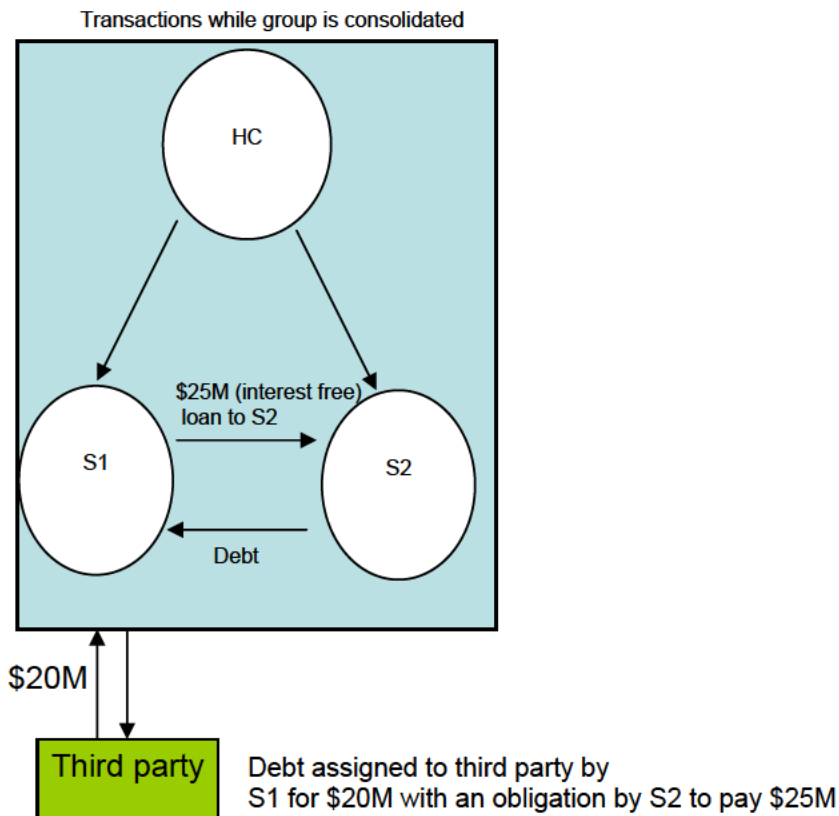 Transactions while group is consolidated
HC
$25M (interest free)
loan to S2
S1
S2
Debt
$20M
Third party
Debt assigned to third party by
S1 for $20M with an obligation by S2 to pay $25M